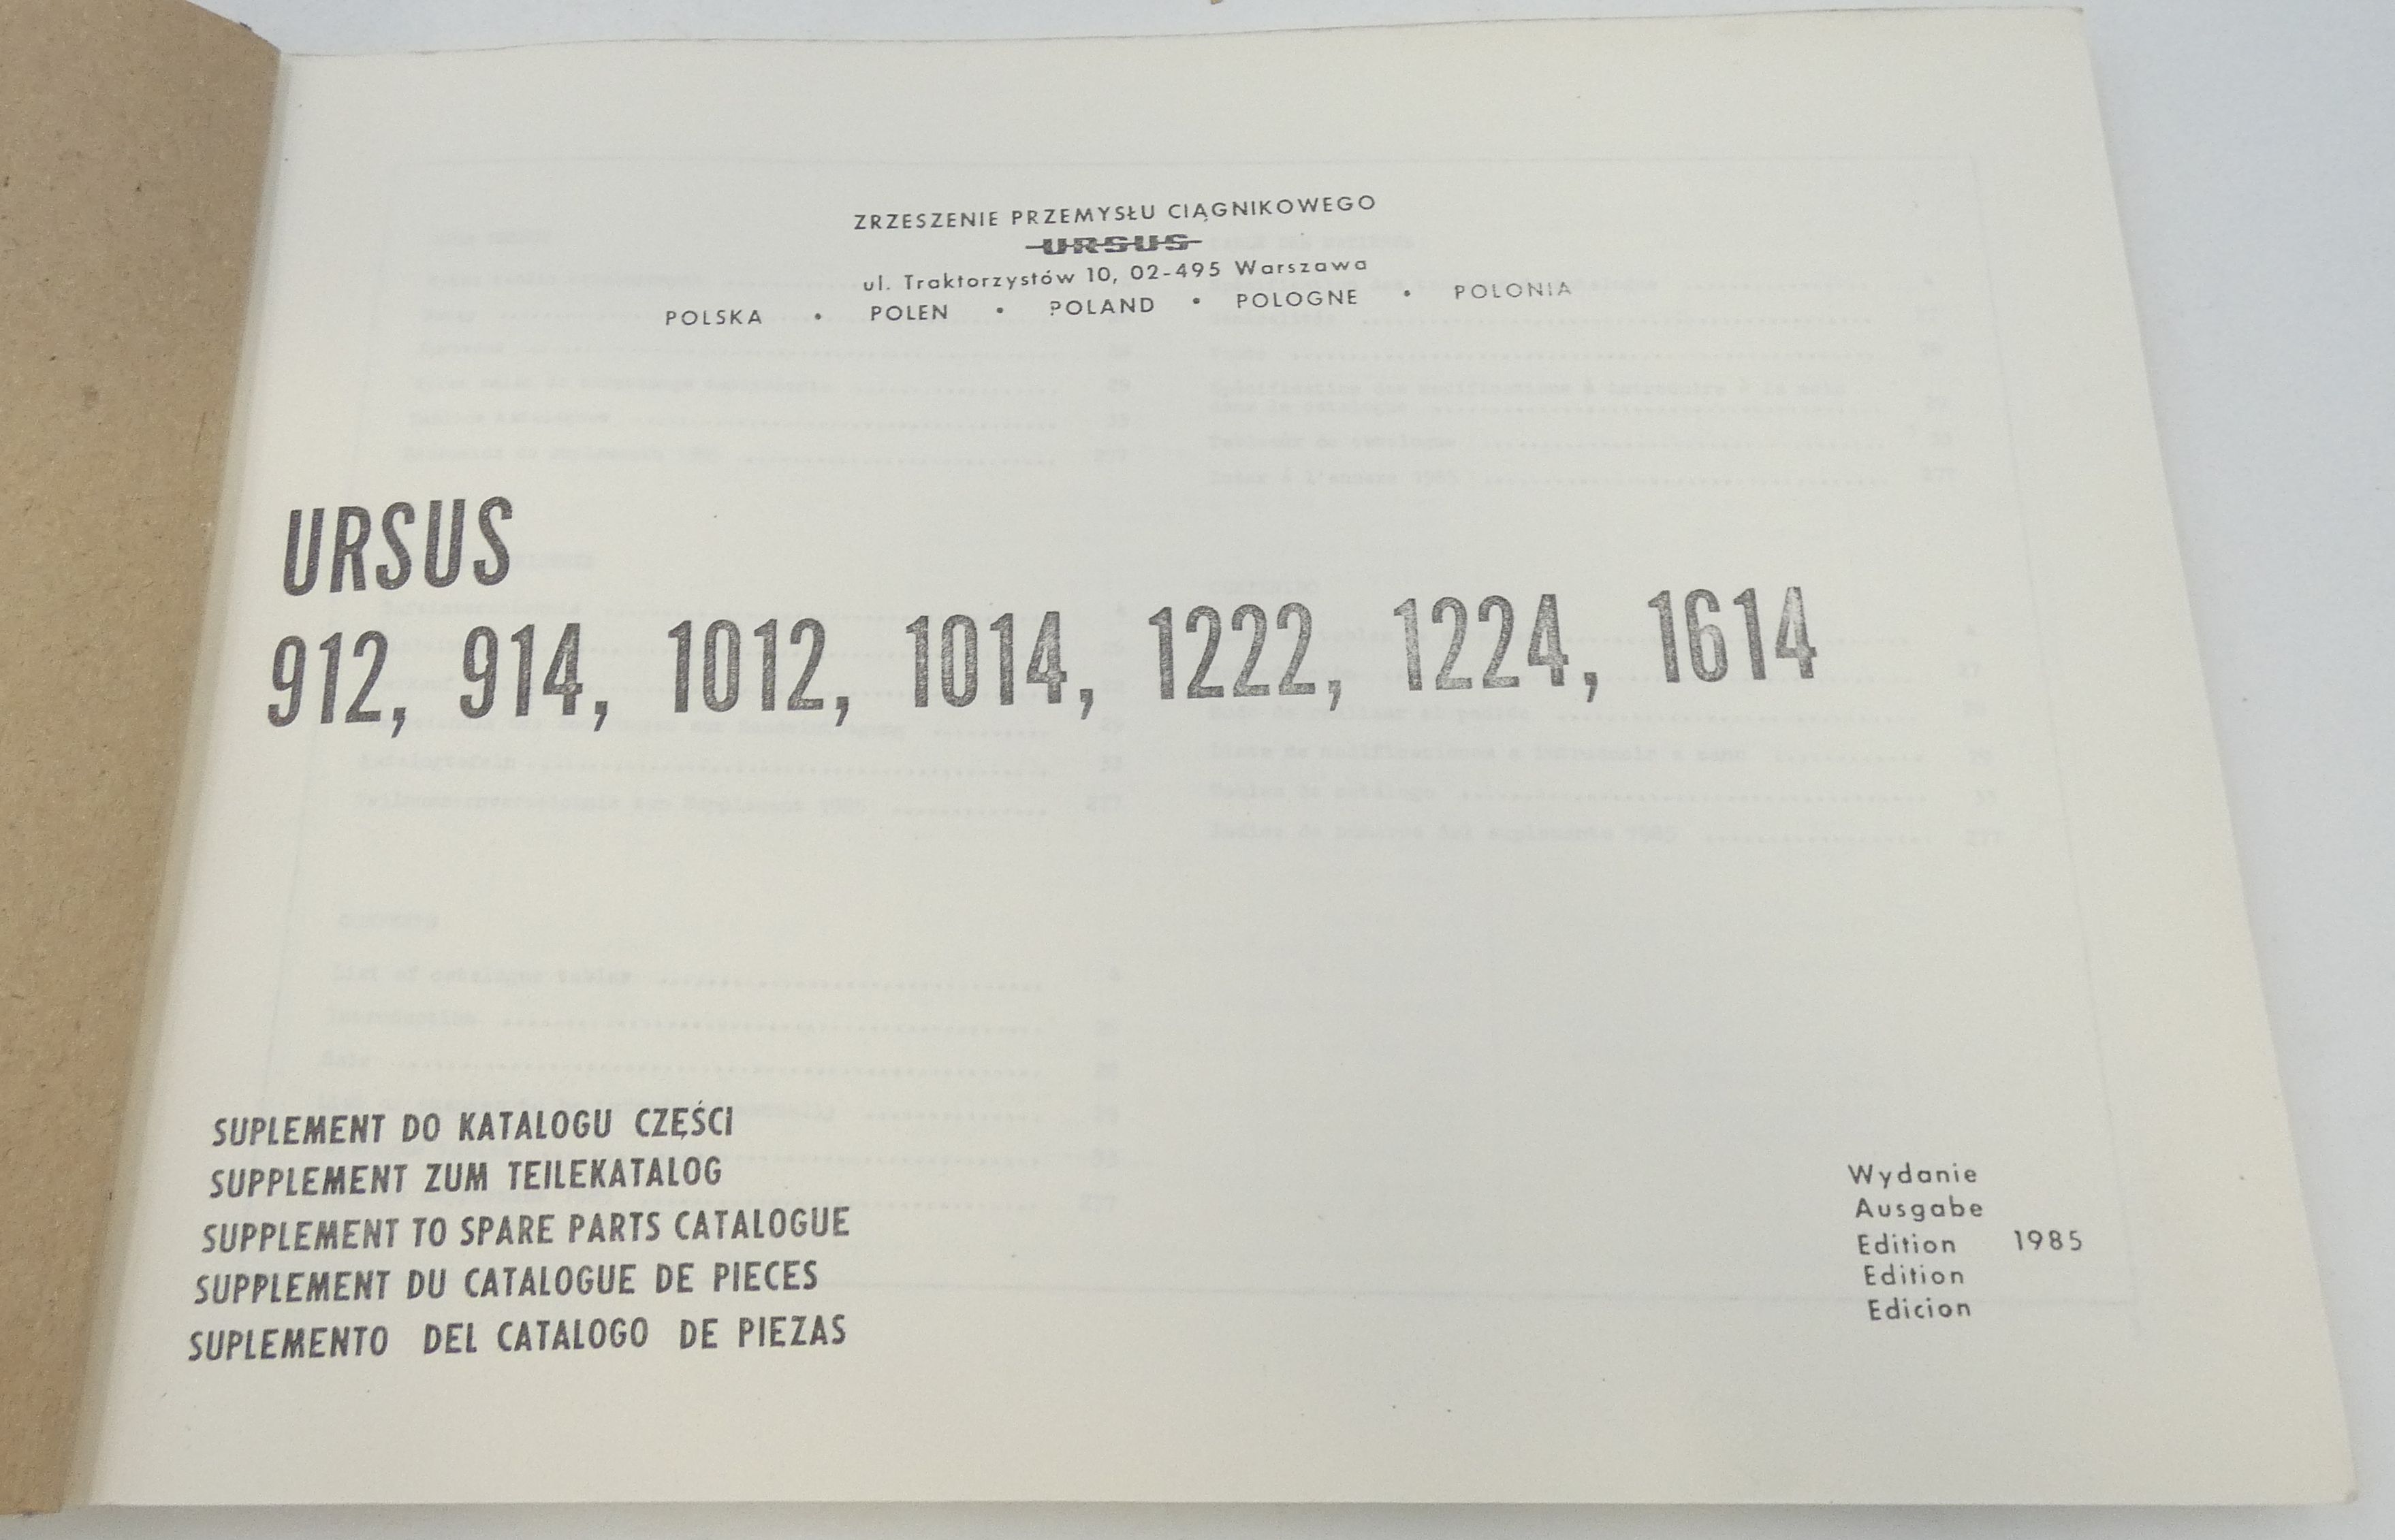 ZRZESZENIE PRZEMYSŁU CIĄGNIKOWEGO
URSUS
ul. Traktorzystów 10, 02-495 Warszawa
POLSKA • POLEN • POLAND • POLOGNE • POLONIA
URSUS
912, 914, 1012, 1014, 1222, 1224, 1614
SUPLEMENT DO KATALOGU CZĘŚCI
SUPPLEMENT ZUM TEILEKATALOG
SUPPLEMENT TO SPARE PARTS CATALOGUE
SUPPLEMENT DU CATALOGUE DE PIECES
SUPLEMENTO DEL CATALOGO DE PIEZAS
Wydanie
Ausgabe
Edition 1985
Edition
Edicion